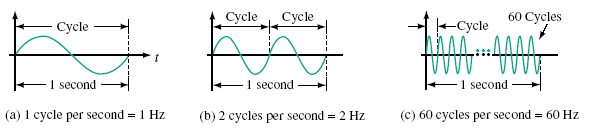 Cycle
t
1 second
(a) 1 cycle per second = 1 Hz
Cycle Cycle
1 second
(b) 2 cycles per second = 2 Hz
60 Cycles
Cycle
1 second
(c) 60 cycles per second = 60 Hz